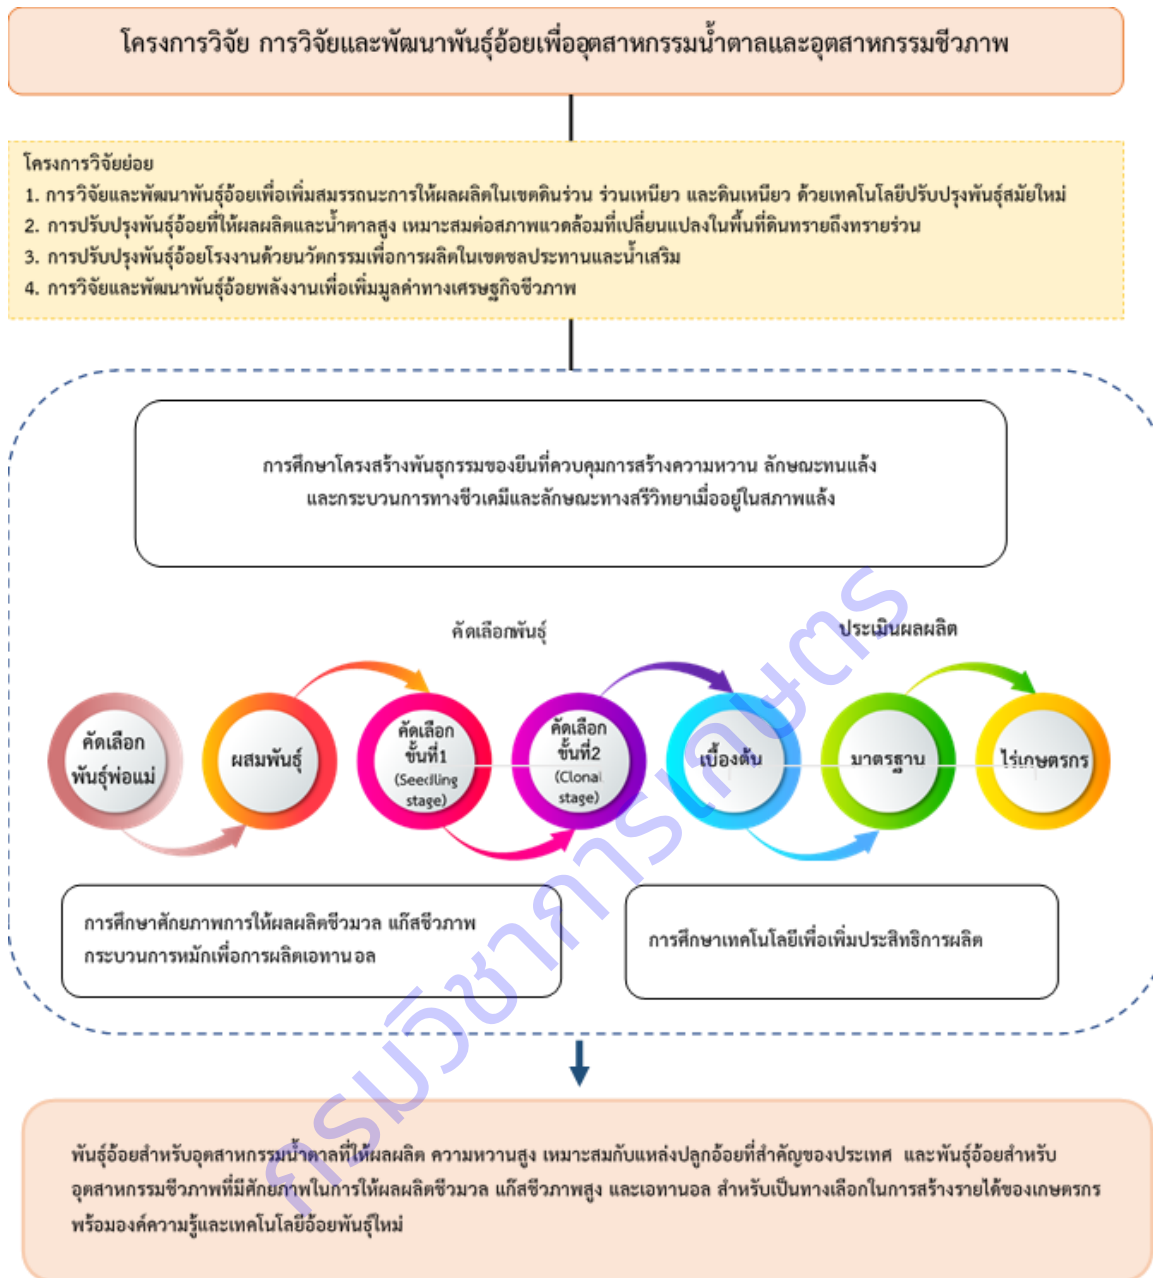 โครงการวิจัย การวิจัยและพัฒนาพันธุ์อ้อยเพื่ออุตสาหกรรมน้ำตาลและอุตสาหกรรมชีวภาพ
โครงการวิจัยย่อย
1. การวิจัยและพัฒนาพันธุ์อ้อยเพื่อเพิ่มสมรรถนะการให้ผลผลิตในเขตดินร่วน ร่วนเหนียว และดินเหนียว ด้วยเทคโนโลยีปรับปรุงพันธุ์สมัยใหม่
2. การปรับปรุงพันธุ์อ้อยที่ให้ผลผลิตและน้ำตาลสูง เหมาะสมต่อสภาพแวดล้อมที่เปลี่ยนแปลงในพื้นที่ดินทรายถึงทรายร่วน
3. การปรับปรุงพันธุ์อ้อยโรงงานด้วยนวัตกรรมเพื่อการผลิตในเขตชลประทานและน้ำเสริม
4. การวิจัยและพัฒนาพันธุ์อ้อยพลังงานเพื่อเพิ่มมูลค่าทางเศรษฐกิจชีวภาพ
การศึกษาโครงสร้างพันธุกรรมของยีนที่ควบคุมการสร้างความหวาน ลักษณะทนแล้ง
และกระบวนการทางชีวเคมีและลักษณะทางสรีวิทยาเมื่ออยู่ในสภาพแล้ง
คัดเลือกพันธุ์
ประเมินผลผลิต
คัดเลือก
พันธุ์พ่อแม่
ผสมพันธุ์
คัดเลือก
ขั้นที่1
(Seedling
stage)
คัดเลือก
ขั้นที่2
(Clonal
stage)
เบื้องต้น
มาตรฐาน
ไร่เกษตรกร
การศึกษาศักยภาพการให้ผลผลิตชีวมวล แก๊สชีวภาพ
กระบวนการหมักเพื่อการผลิตเอทานอล
การศึกษาเทคโนโลยีเพื่อเพิ่มประสิทธิการผลิต
กรมวิชาการเกษตร
พันธุ์อ้อยสำหรับอุตสาหกรรมน้ำตาลที่ให้ผลผลิต ความหวานสูง เหมาะสมกับแหล่งปลูกอ้อยที่สำคัญของประเทศ และพันธุ์อ้อยสำหรับ
อุตสาหกรรมชีวภาพที่มีศักยภาพในการให้ผลผลิตชีวมวล แก๊สชีวภาพสูง และเอทานอล สำหรับเป็นทางเลือกในการสร้างรายได้ของเกษตรกร
พร้อมองค์ความรู้และเทคโนโลยีอ้อยพันธุ์ใหม่